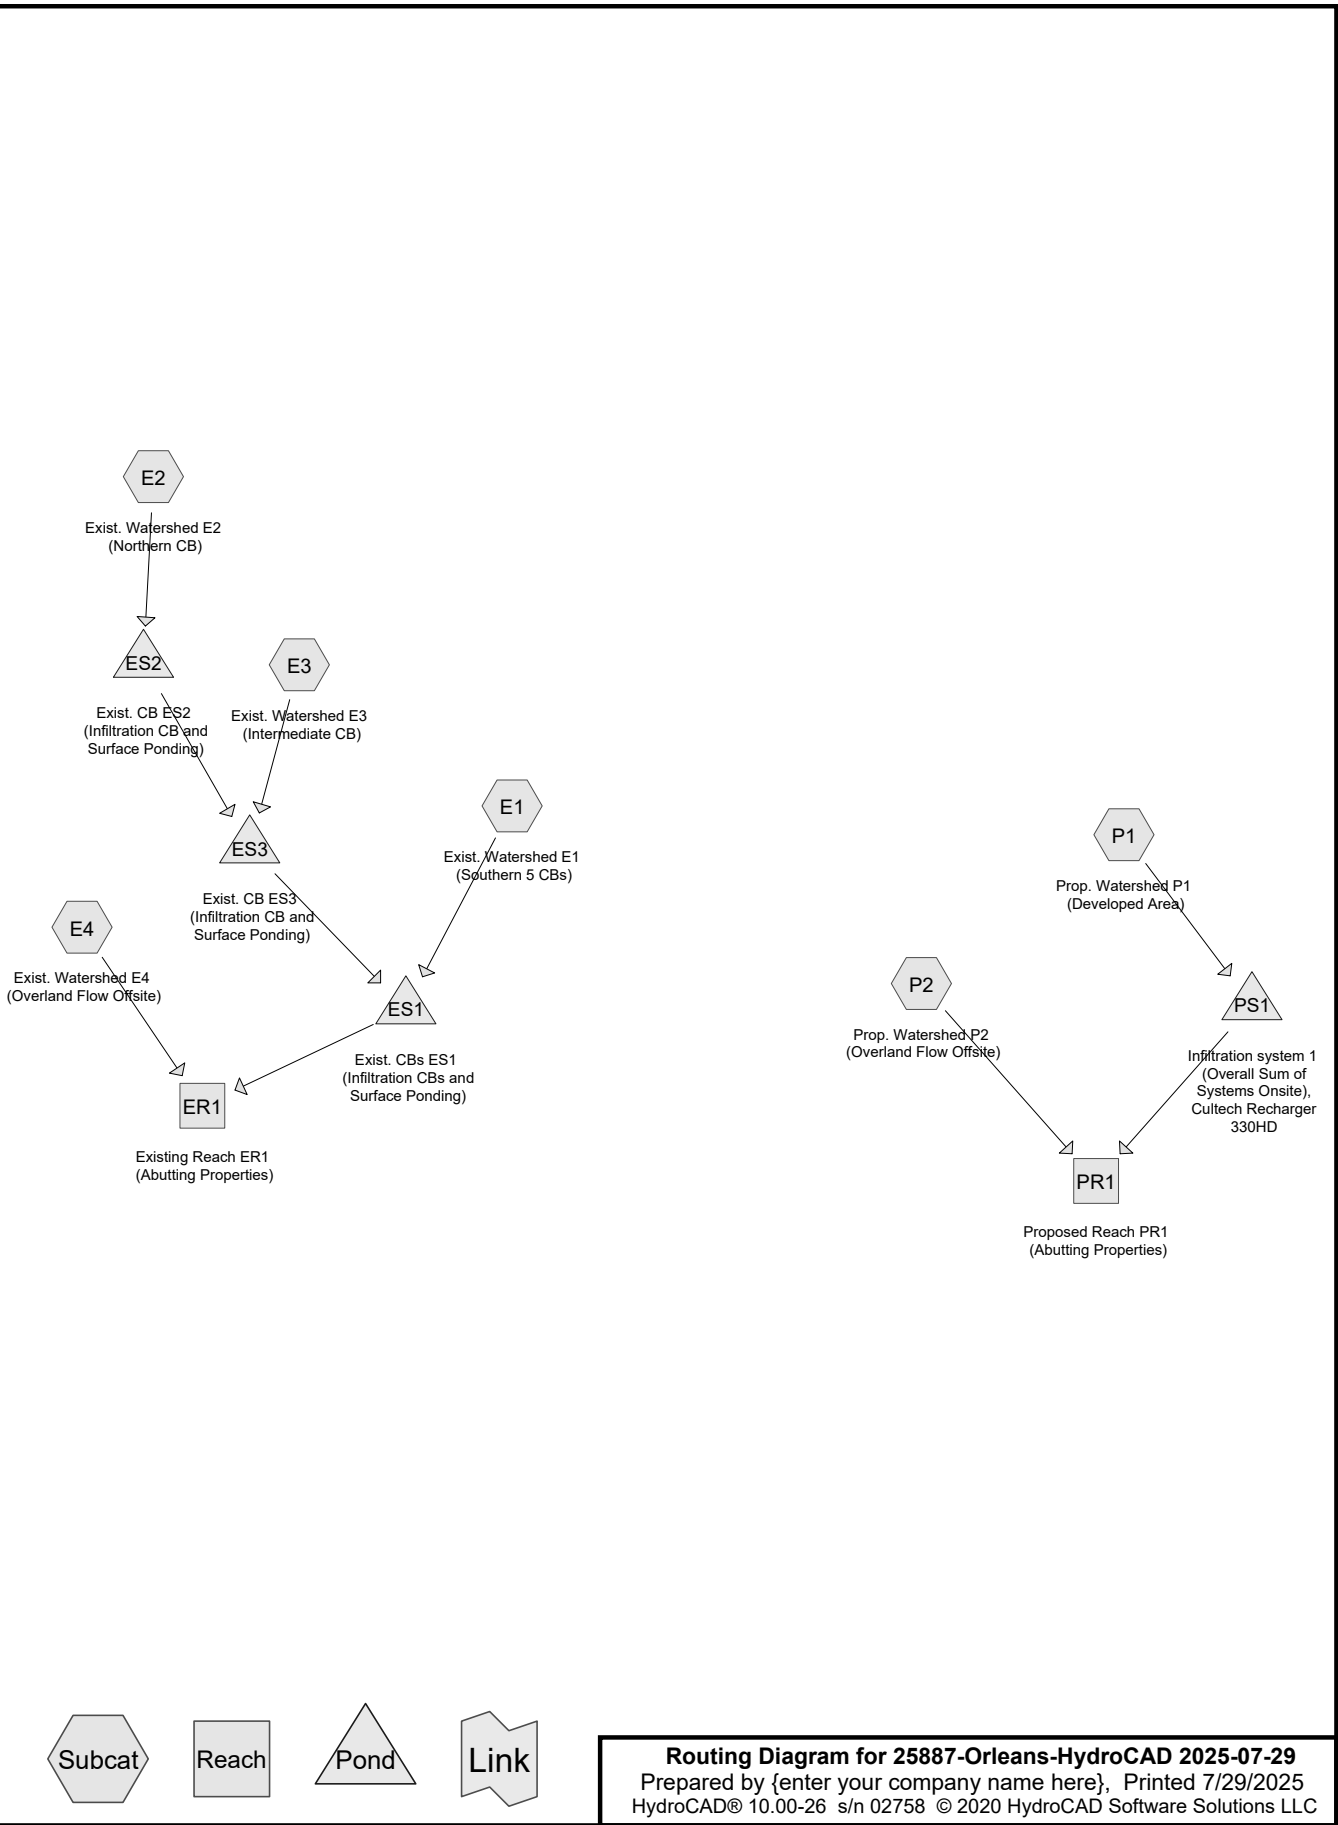 E2
Exist. Watershed E2
(Northern CB)
ES2
Exist. CB ES2
(Infiltration CB and
Surface Ponding)
E3
Exist. Watershed E3
(Intermediate CB)
ES3
Exist. CB ES3
(Infiltration CB and
Surface Ponding)
E1
Exist. Watershed E1
(Southern 5 CBs)
E4
Exist. Watershed E4
(Overland Flow Offsite)
ES1
Exist. CBs ES1
(Infiltration CBs and
Surface Ponding)
ER1
Existing Reach ER1
(Abutting Properties)
P1
Prop. Watershed P1
(Developed Area)
P2
Prop. Watershed P2
(Overland Flow Offsite)
PS1
Infiltration system 1
(Overall Sum of
Systems Onsite),
Cultech Recharger
330HD
PR1
Proposed Reach PR1
(Abutting Properties)
Subcat
Reach
Pond
Link
Routing Diagram for 25887-Orleans-HydroCAD 2025-07-29
Prepared by {enter your company name here}, Printed 7/29/2025
HydroCAD® 10.00-26 s/n 02758 © 2020 HydroCAD Software Solutions LLC